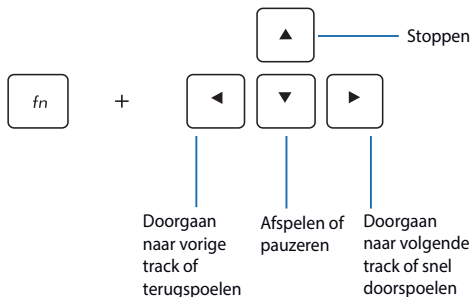 Stoppen
fn +
Doorgaan
naar vorige
track of
terugspoelen
Afspelen of
pauzeren
Doorgaan
naar volgende
track of snel
doorspoelen